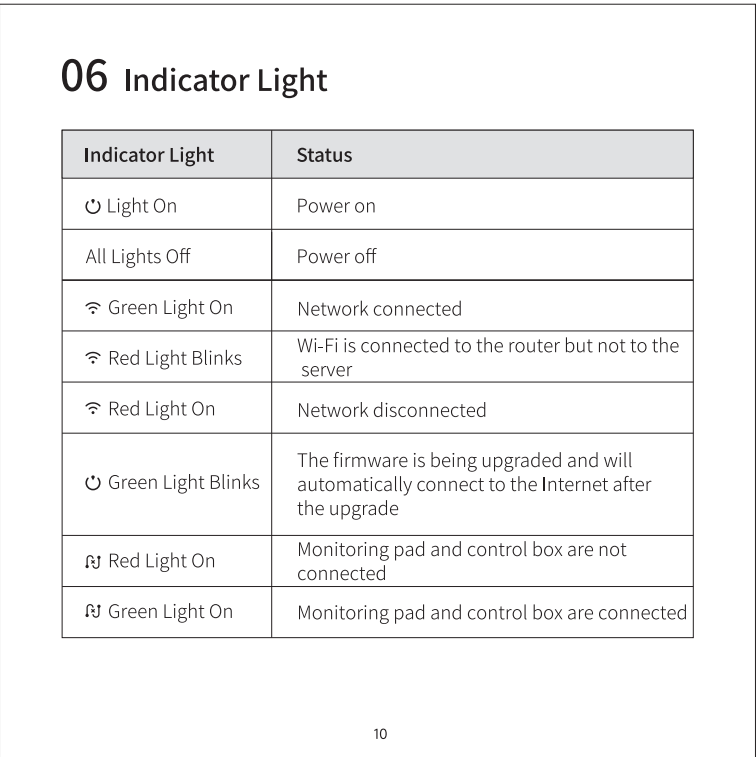 06 Indicator Light
Indicator Light
Status
Light On
Power on
All Lights Off
Power off
Green Light On
Network connected
Red Light Blinks
Wi-Fi is connected to the router but not to the
server
Red Light On
Network disconnected
Green Light Blinks
The firmware is being upgraded and will
automatically connect to the Internet after
the upgrade
Red Light On
Monitoring pad and control box are not
connected
Green Light On
Monitoring pad and control box are connected
10